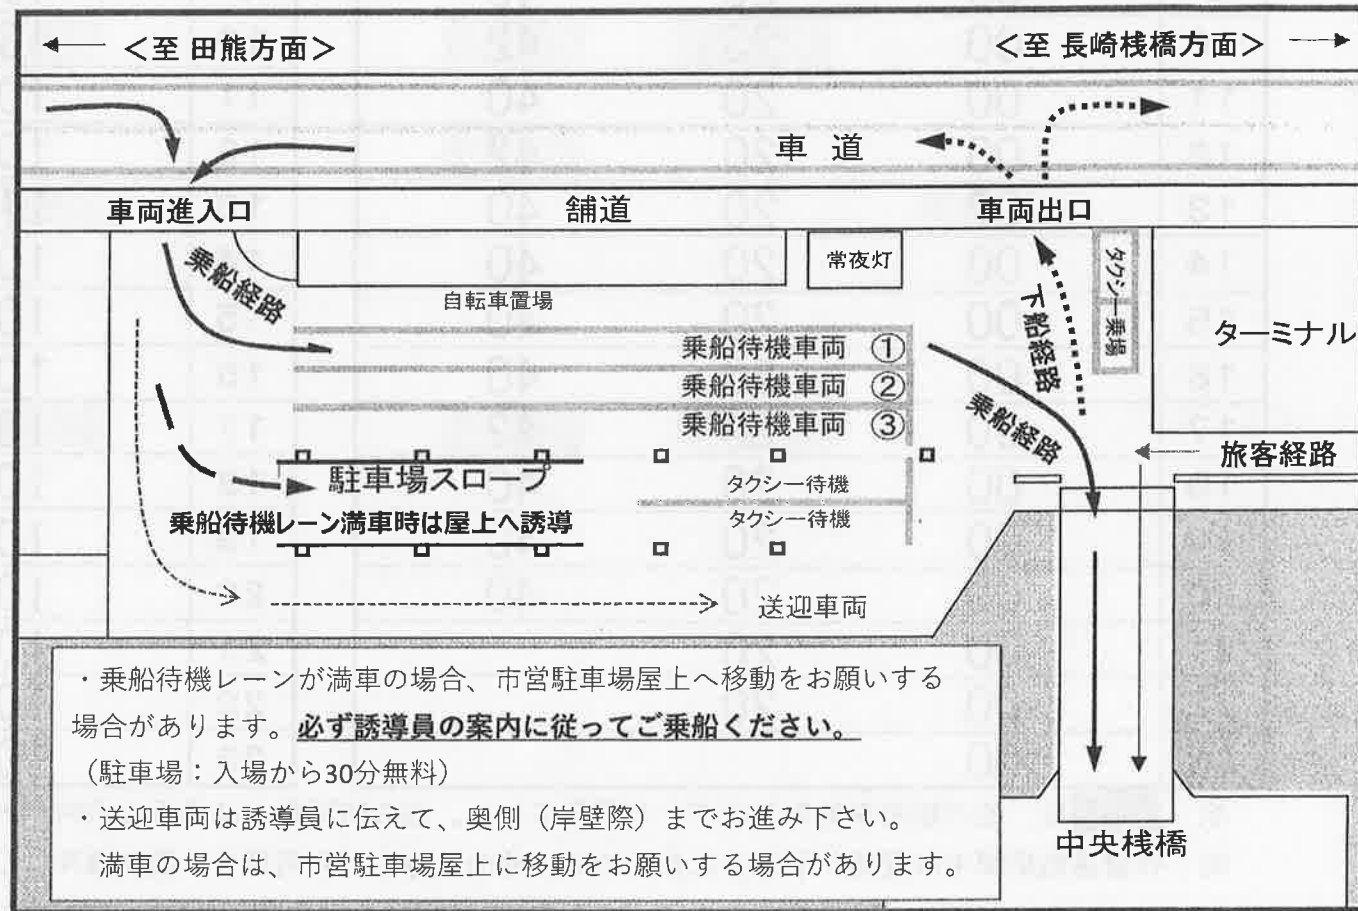 ＜至 田熊方面＞
＜至 長崎桟橋方面＞
車 道
車両進入口
舗道
車両出口
乗船経路
自転車置場
常夜灯
下船経路
タクシー乗場
ターミナル
乗船待機車両 ①
乗船待機車両 ②
乗船待機車両 ③
乗船経路
旅客経路
駐車場スロープ
タクシー待機
乗船待機レーン満車時は屋上へ誘導
タクシー待機
送迎車両
・乗船待機レーンが満車の場合、市営駐車場屋上へ移動をお願いする
場合があります。必ず誘導員の案内に従ってご乗船ください。
（駐車場：入場から30分無料）
・送迎車両は誘導員に伝えて、奥側（岸壁際）までお進み下さい。
満車の場合は、市営駐車場屋上に移動をお願いする場合があります。
中央桟橋